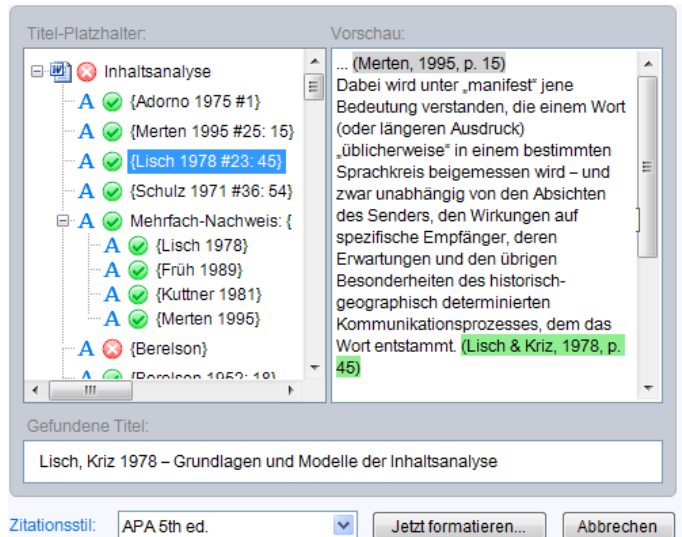 Titel-Platzhalter:
Inhaltsanalyse
{Adorno 1975 #1}
{Merten 1995 #25: 15}
{Lisch 1978 #23: 45}
{Schulz 1971 #36: 54}
Mehrfach-Nachweis: {
{Lisch 1978}
{Früh 1989}
{Kuttner 1981}
{Merten 1995}
{Berelson}
{Berelson 1952: 18}
Vorschau:
... (Merten, 1995, p. 15)
Dabei wird unter „manifest" jene
Bedeutung verstanden, die einem Wort
(oder längeren Ausdruck)
„üblicherweise" in einem bestimmten
Sprachkreis beigemessen wird – und
zwar unabhängig von den Absichten
des Senders, den Wirkungen auf
spezifische Empfänger, deren
Erwartungen und den übrigen
Besonderheiten des historisch-
geographisch determinierten
Kommunikationsprozesses, dem das
Wort entstammt. (Lisch & Kriz, 1978, p.
45)
Gefundene Titel:
Lisch, Kriz 1978 – Grundlagen und Modelle der Inhaltsanalyse
Zitationsstil: APA 5th ed. Jetzt formatieren... Abbrechen